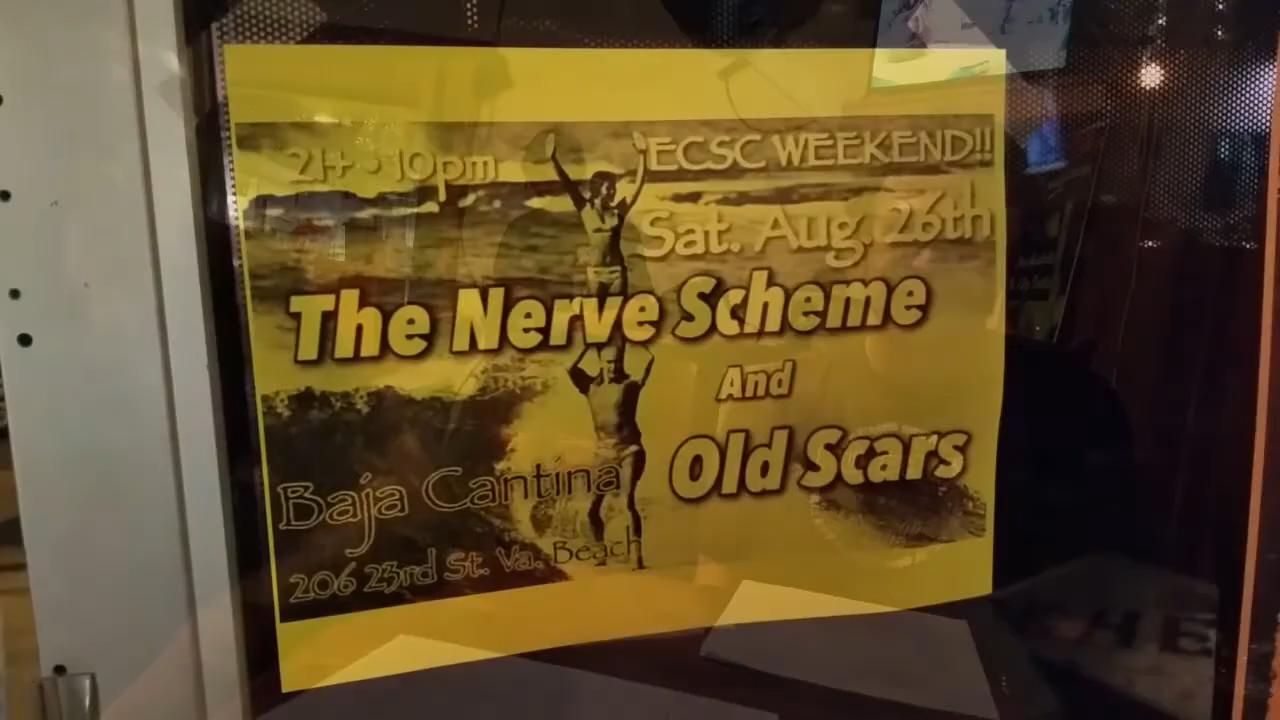 21+ • 10pm
ECSC WEEKEND!!
Sat. Aug. 26th
The Nerve Scheme
And
Old Scars
Baja Cantina
206 23rd St. Va. Beach